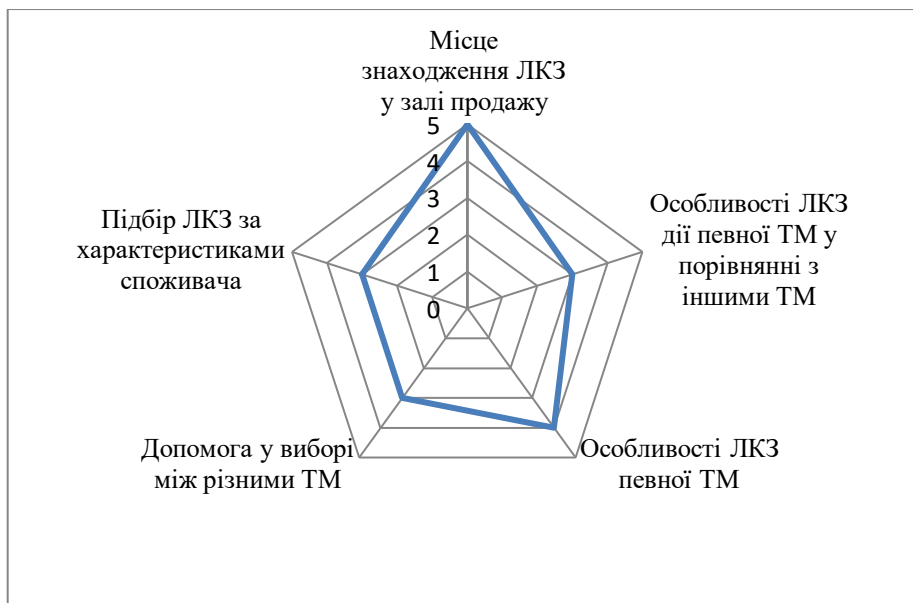 Місце
знаходження ЛКЗ
у залі продажу
5
4
3
2
1
0
Особливості ЛКЗ
дії певної ТМ у
порівнянні з
іншими ТМ
Особливості ЛКЗ
певної ТМ
Допомога у виборі
між різними ТМ
Підбір ЛКЗ за
характеристиками
споживача